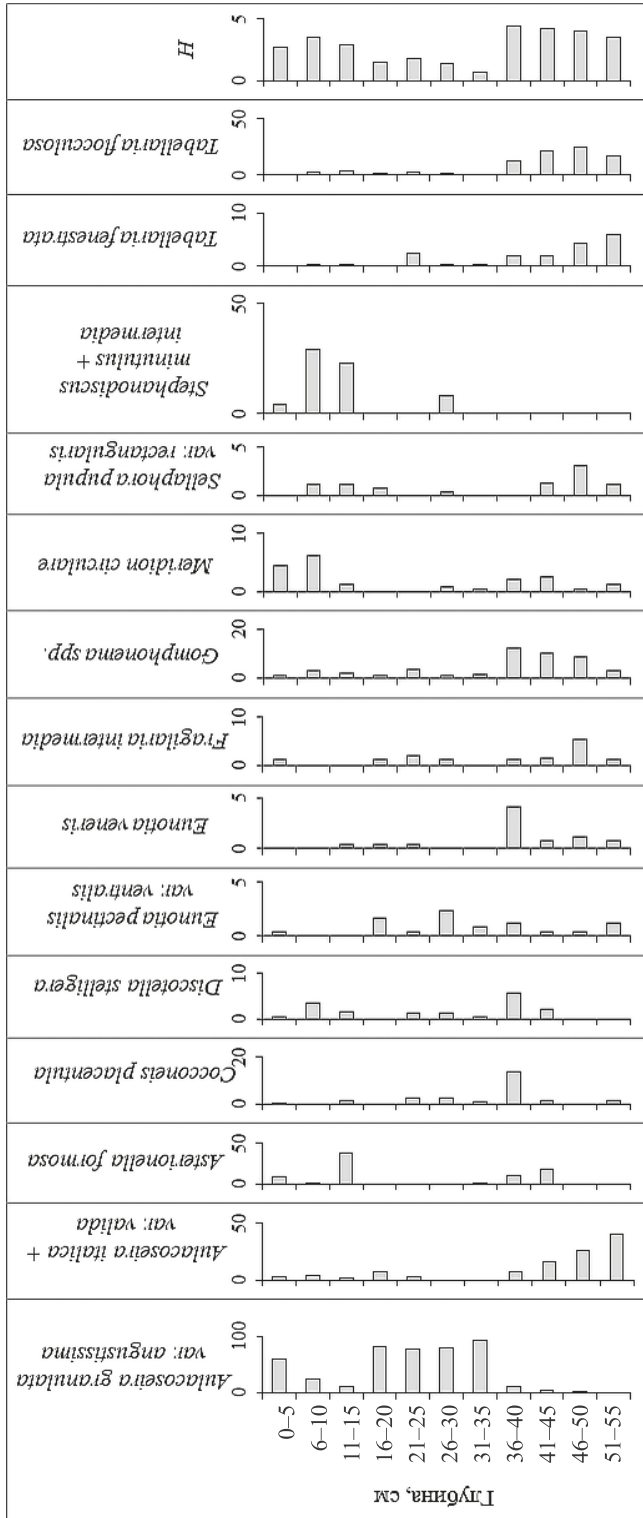 H
0 5
Tabellaria flocculosa
0 50
Tabellaria fenestrata
0 10
Stephanodiscus
minutulus +
intermedia
0 50
Sellaphora pupula
var. rectangularis
0 5
Meridion circulare
0 10
Gomphonema spp.
0 20
Fragilaria intermedia
0 10
Eunotia veneris
0 5
Eunotia pectinalis
var. ventralis
0 5
Discotella stelligera
0 10
Cocconeis placentula
0 20
Asterionella formosa
0 50
Aulacoseira italica +
var. valida
0 50
Aulacoseira granulata
var. angustissima
0 100
0–5
6–10
11–15
16–20
21–25
26–30
31–35
36–40
41–45
46–50
51–55
Глубина, см